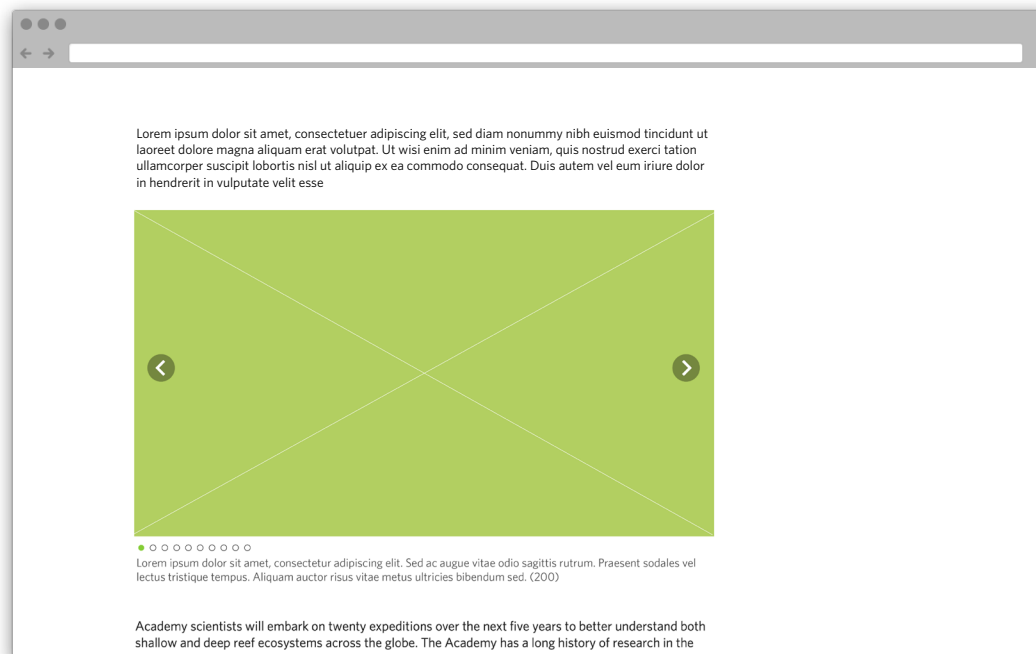 Lorem ipsum dolor sit amet, consectetuer adipiscing elit, sed diam nonummy nibh euismod tincidunt ut
laoreet dolore magna aliquam erat volutpat. Ut wisi enim ad minim veniam, quis nostrud exerci tation
ullamcorper suscipit lobortis nisl ut aliquip ex ea commodo consequat. Duis autem vel eum iriure dolor
in hendrerit in vulputate velit esse
Lorem ipsum dolor sit amet, consectetur adipiscing elit. Sed ac augue vitae odio sagittis rutrum. Praesent sodales vel
lectus tristique tempus. Aliquam auctor risus vitae metus ultricies bibendum sed. (200)
Academy scientists will embark on twenty expeditions over the next five years to better understand both
shallow and deep reef ecosystems across the globe. The Academy has a long history of research in the